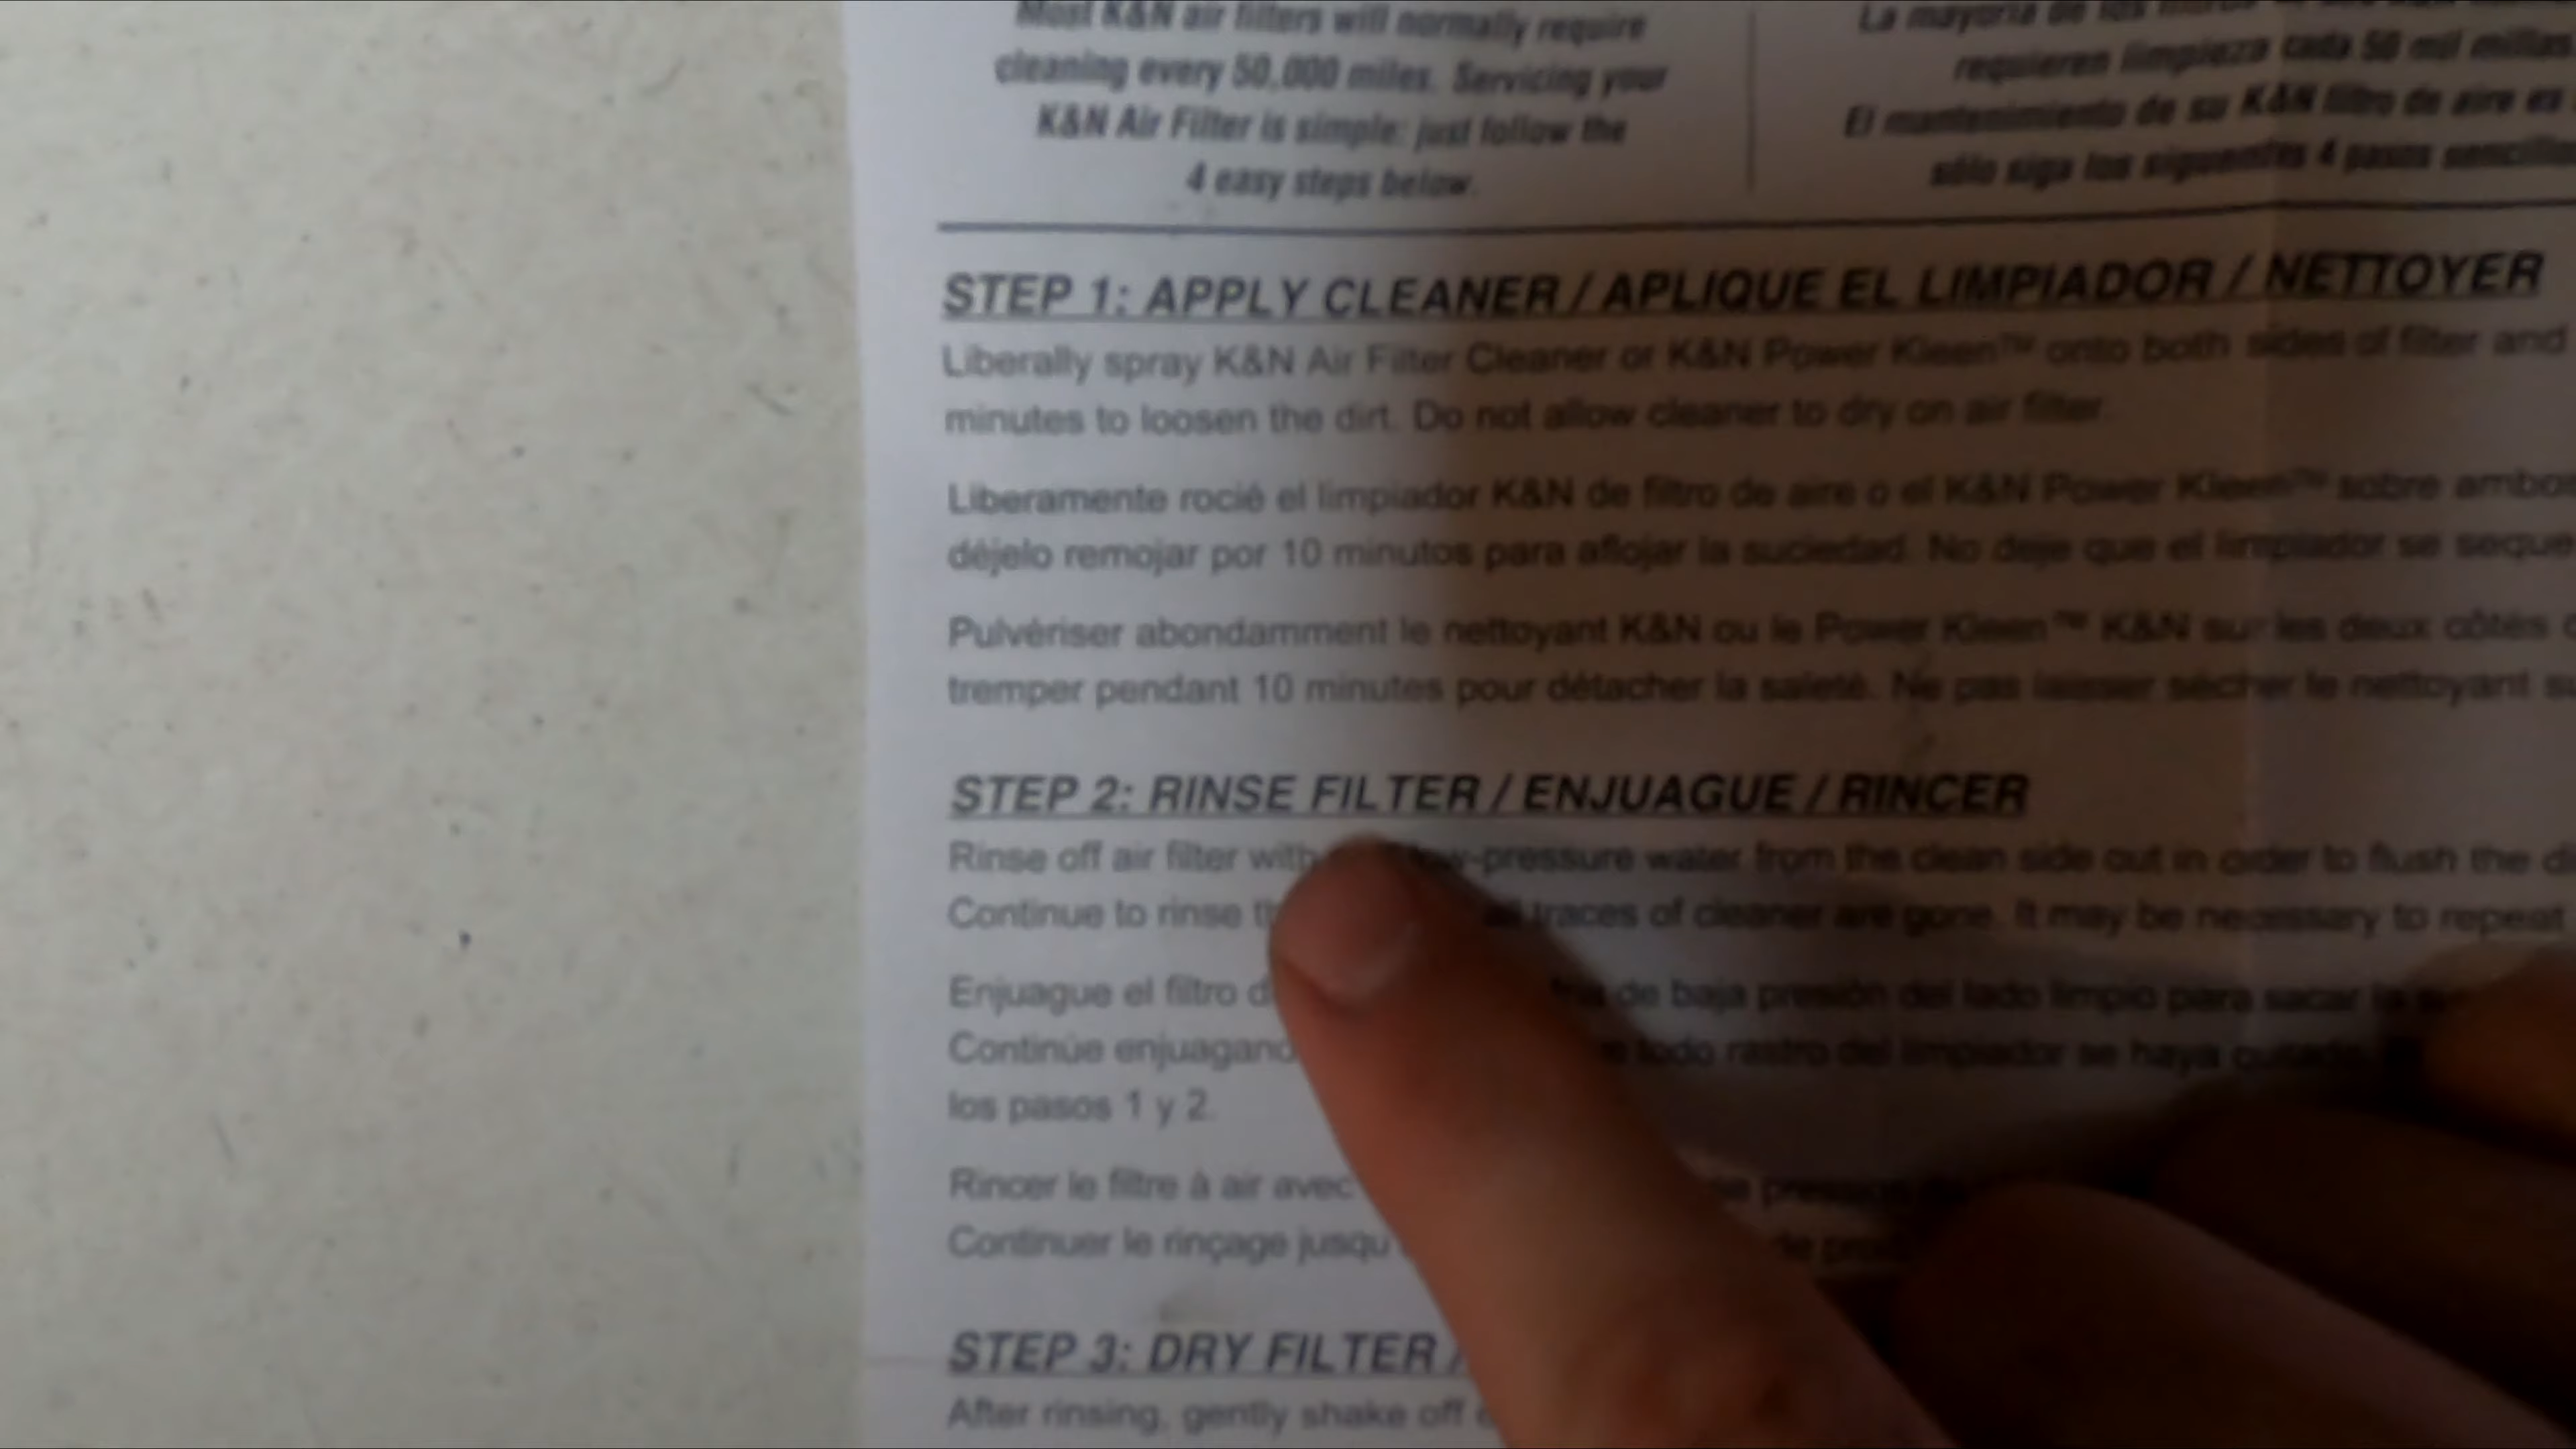 Most K&N air filters will normally require
cleaning every 50,000 miles. Servicing your
K&N Air Filter is simple: just follow the
4 easy steps below.
La mayoría de los
requieren limpieza cada 50 mil millas
El mantenimiento de su K&N filtro de aire es
sólo siga los siguientes 4 pasos
STEP 1: APPLY CLEANER / APLIQUE EL LIMPIADOR / NETTOYER
Liberally spray K&N Air Filter Cleaner or K&N Power Kleen™ onto both sides of filter and
minutes to loosen the dirt. Do not allow cleaner to dry on air filter.
Liberamente rocié el limpiador K&N de filtro de aire o el K&N Power Kleen™ sobre
déjelo remojar por 10 minutos para aflojar la suciedad. No deje que el limpiador se seque
Pulvériser abondamment le nettoyant K&N ou le Power Kleen™ K&N sur les deux côtés
tremper pendant 10 minutes pour détacher la saleté. Ne pas laisser sécher le nettoyant
STEP 2: RINSE FILTER / ENJUAGUE / RINCER
Rinse off air filter with -pressure water from the clean side out in order to flush the
Continue to rinse all traces of cleaner are gone. It may be necessary to repeat
Enjuague el filtro de baja presión del lado limpio para sacar la
Continúe enjuagand todo rastro del limpiador se haya quitado.
los pasos 1 y 2.
Rincer le filtre à air avec
Continuer le rinçage jusqu
STEP 3: DRY FILTER /
After rinsing, gently shake off